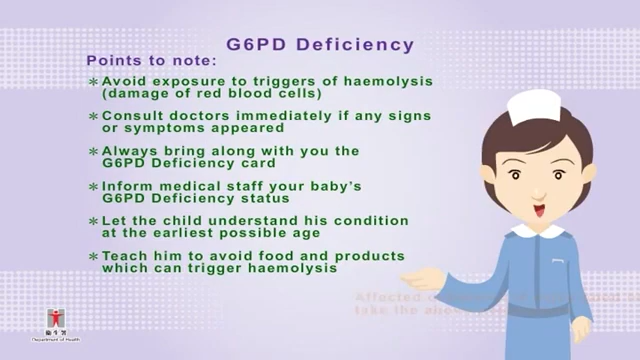 G6PD Deficiency
Points to note:
*Avoid exposure to triggers of haemolysis
(damage of red blood cells)
*Consult doctors immediately if any signs
or symptoms appeared
*Always bring along with you the
G6PD Deficiency card
*Inform medical staff your baby's
G6PD Deficiency status
*Let the child understand his condition
at the earliest possible age
*Teach him to avoid food and products
which can trigger haemolysis
Affected
take the
衞生署
Department of Health